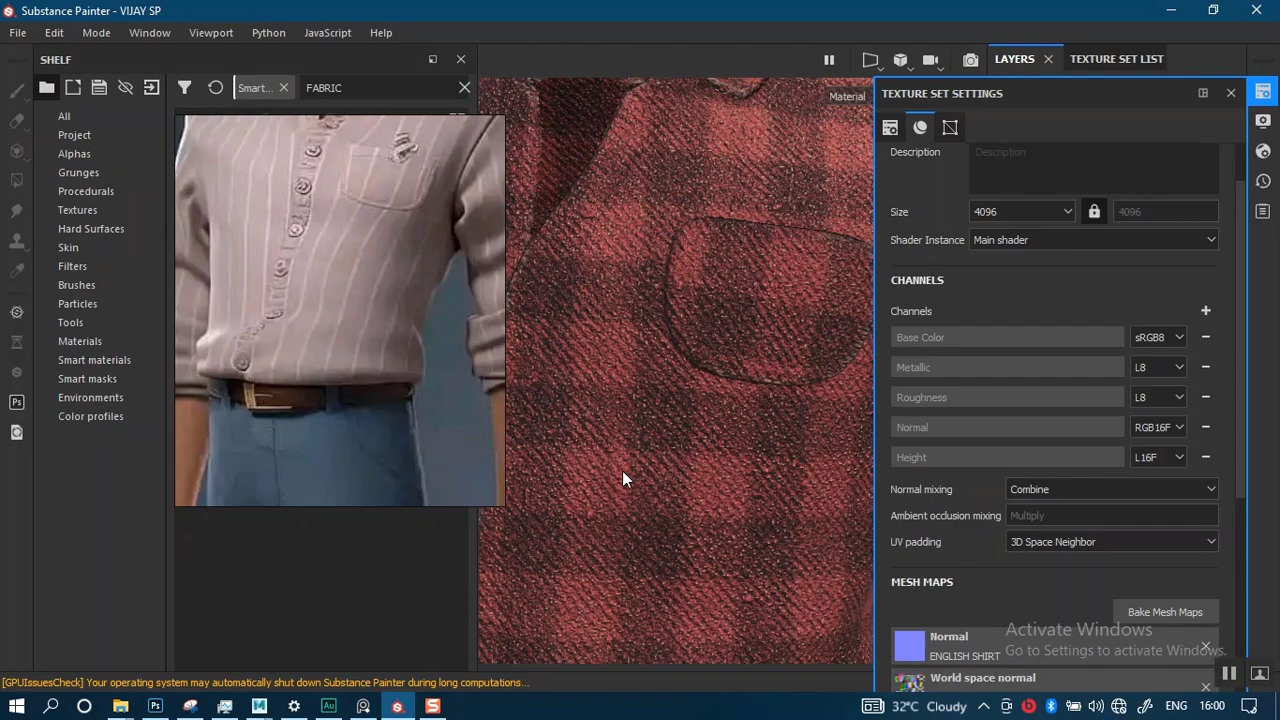 Substance Painter - VIJAY SP
File Edit Mode Window Viewport Python JavaScript Help
SHELF
Smart...
FABRIC
All
Project
Alphas
Grunges
Procedurals
Textures
Hard Surfaces
Skin
Filters
Brushes
Particles
Tools
Materials
Smart materials
Smart masks
Environments
Color profiles
Material
LAYERS
TEXTURE SET LIST
TEXTURE SET SETTINGS
Description Description
Size 4096 4096
Shader Instance Main shader
CHANNELS
Channels
Base Color sRGB8
Metallic L8
Roughness L8
Normal RGB16F
Height L16F
Normal mixing Combine
Ambient occlusion mixing Multiply
UV padding 3D Space Neighbor
MESH MAPS
Bake Mesh Maps
Normal
ENGLISH SHIRT
World space normal
Activate Windows
Go to Settings to activate Windows.
[GPUIssuesCheck] Your operating system may automatically shut down Substance Painter during long computations...
Ps
Ps
Au
S
32°C Cloudy
ENG 16:00